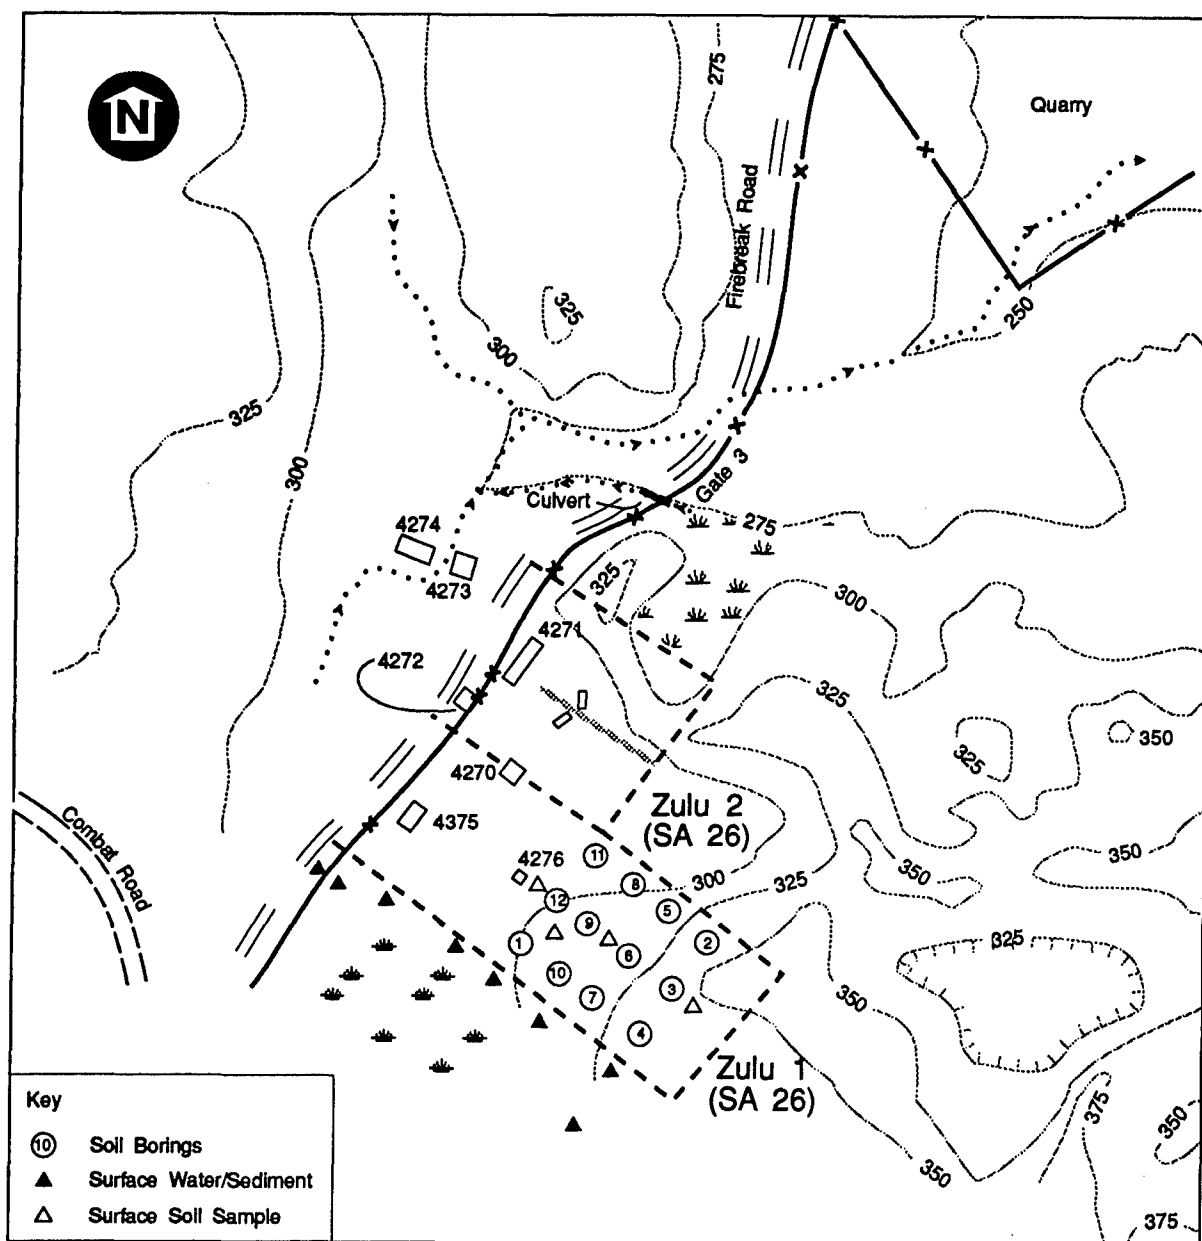 N
275
Quarry
Firebreak Road
325
300
250
325
300
Gate 3
Culvert
275
4274
4273
325
300
4271
4272
325
350
325
4270
Zulu 2
(SA 26)
4375
Combat Road
11
4276
350
350
8
300
325
12
5
9
325
1
2
6
10
3
350
7
4
Zulu 1
(SA 26)
375
350
350
375
Key
10 Soil Borings
Surface Water/Sediment
Surface Soil Sample